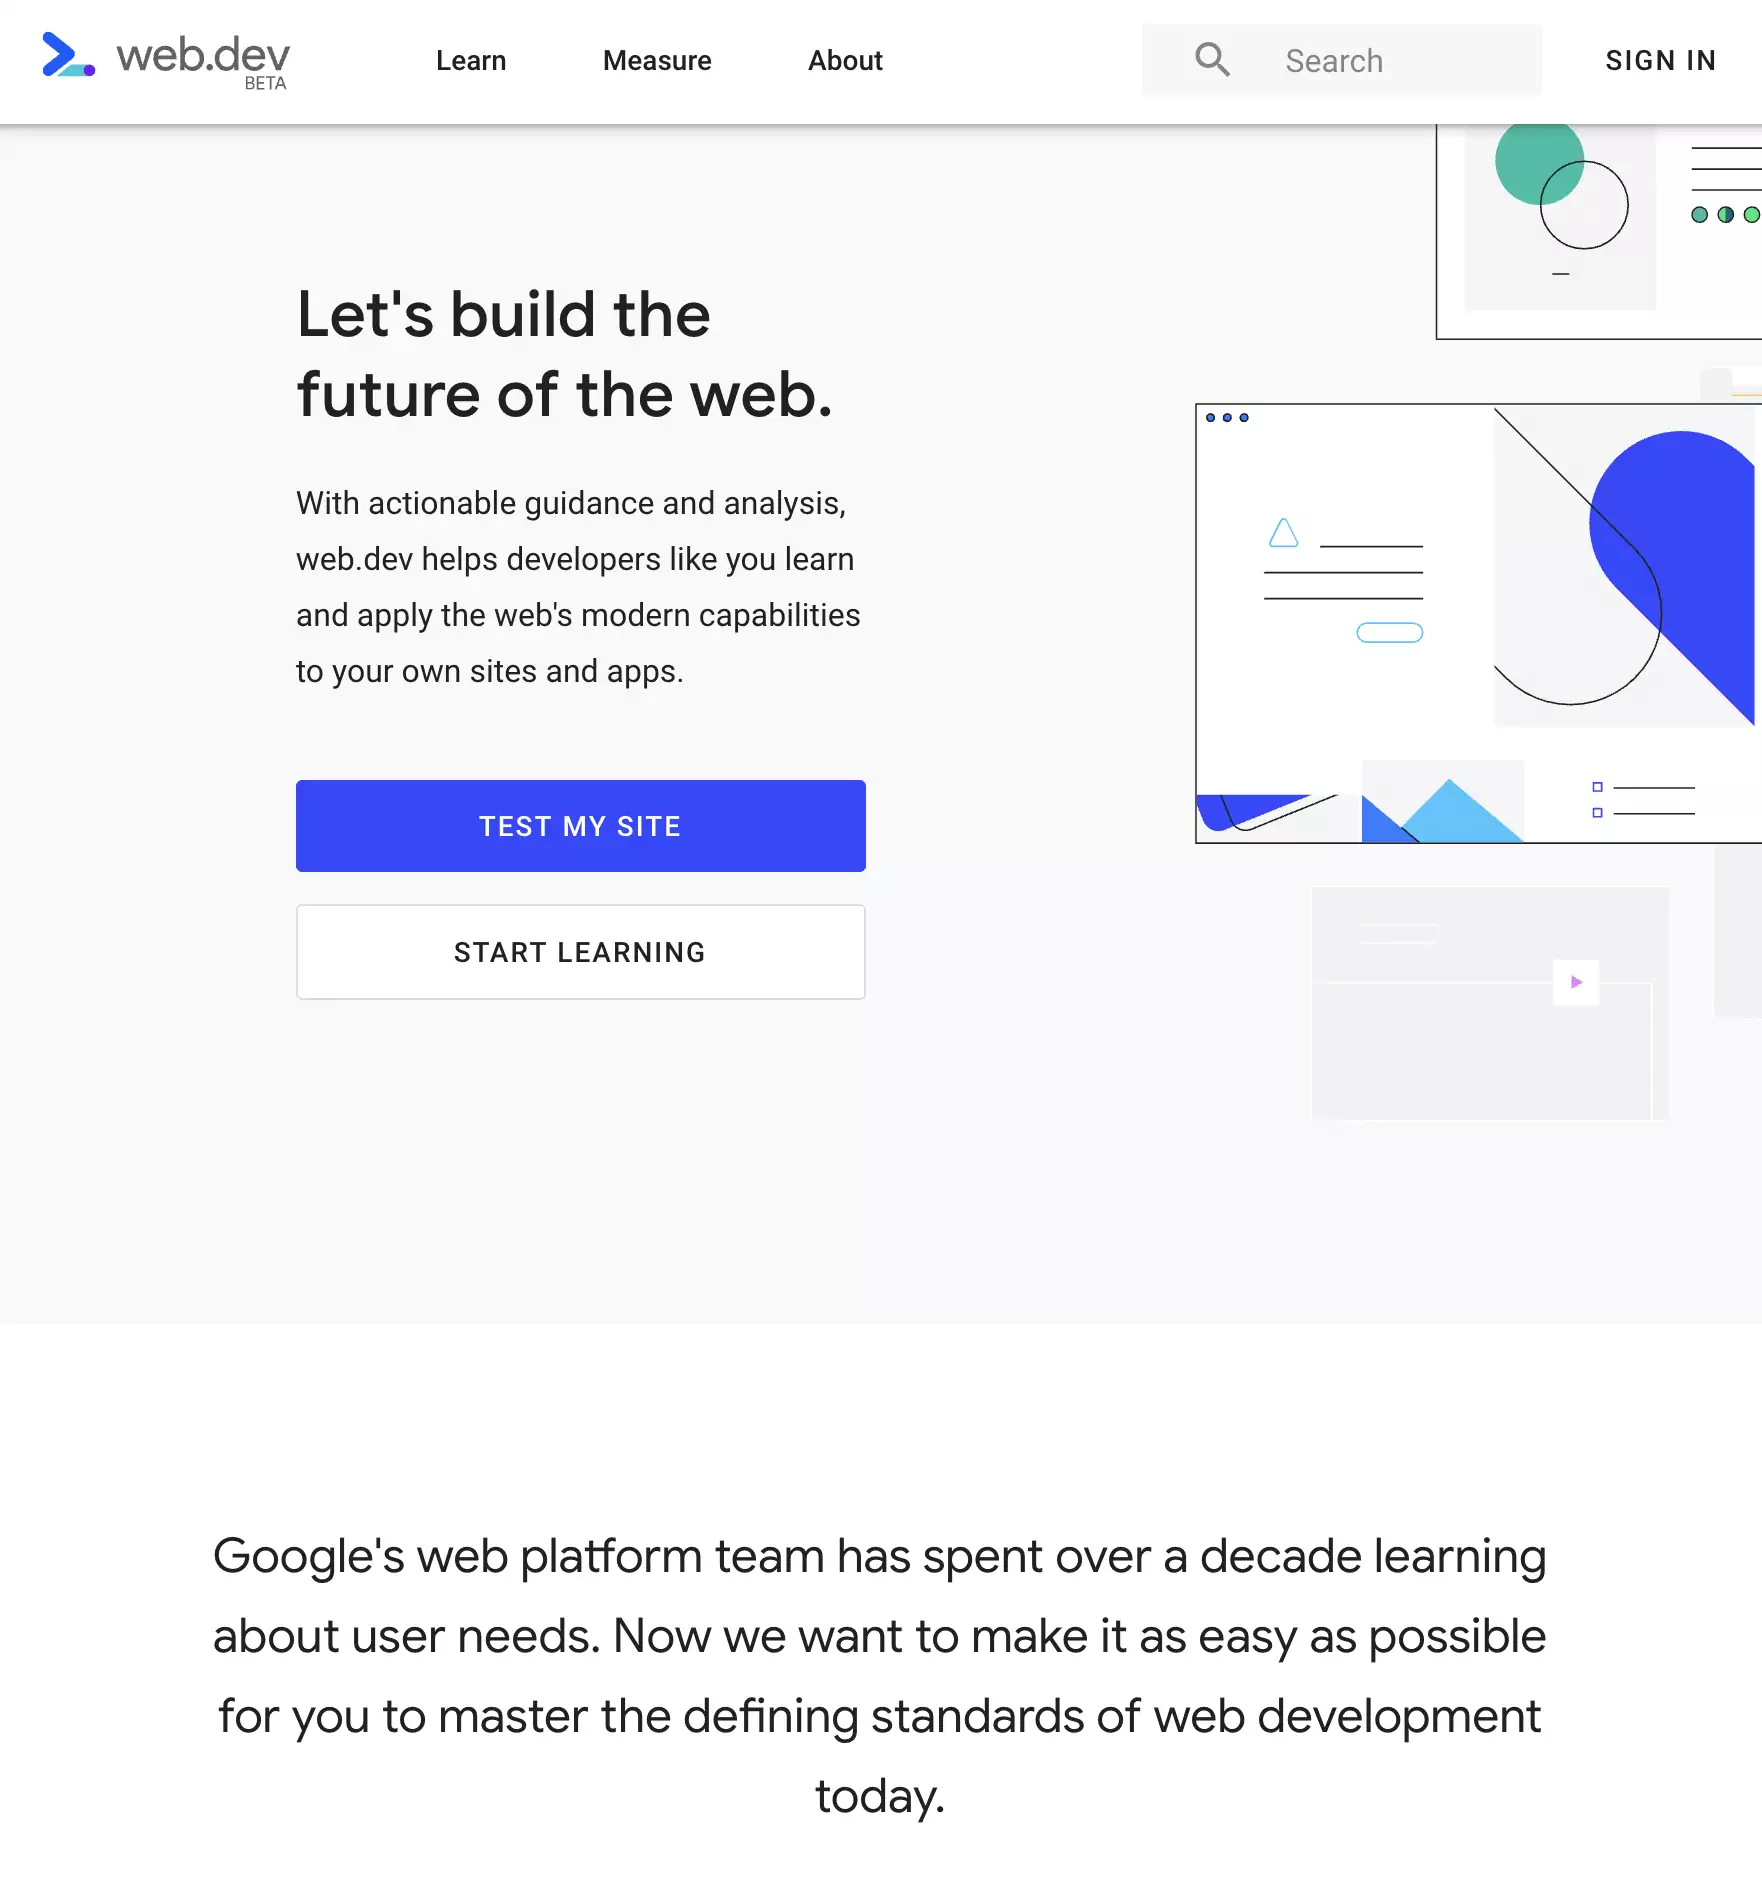 web.dev
BETA
Learn
Measure
About
Search
SIGN IN
Let's build the
future of the web.
With actionable guidance and analysis,
web.dev helps developers like you learn
and apply the web's modern capabilities
to your own sites and apps.
TEST MY SITE
START LEARNING
Google's web platform team has spent over a decade learning
about user needs. Now we want to make it as easy as possible
for you to master the defining standards of web development
today.